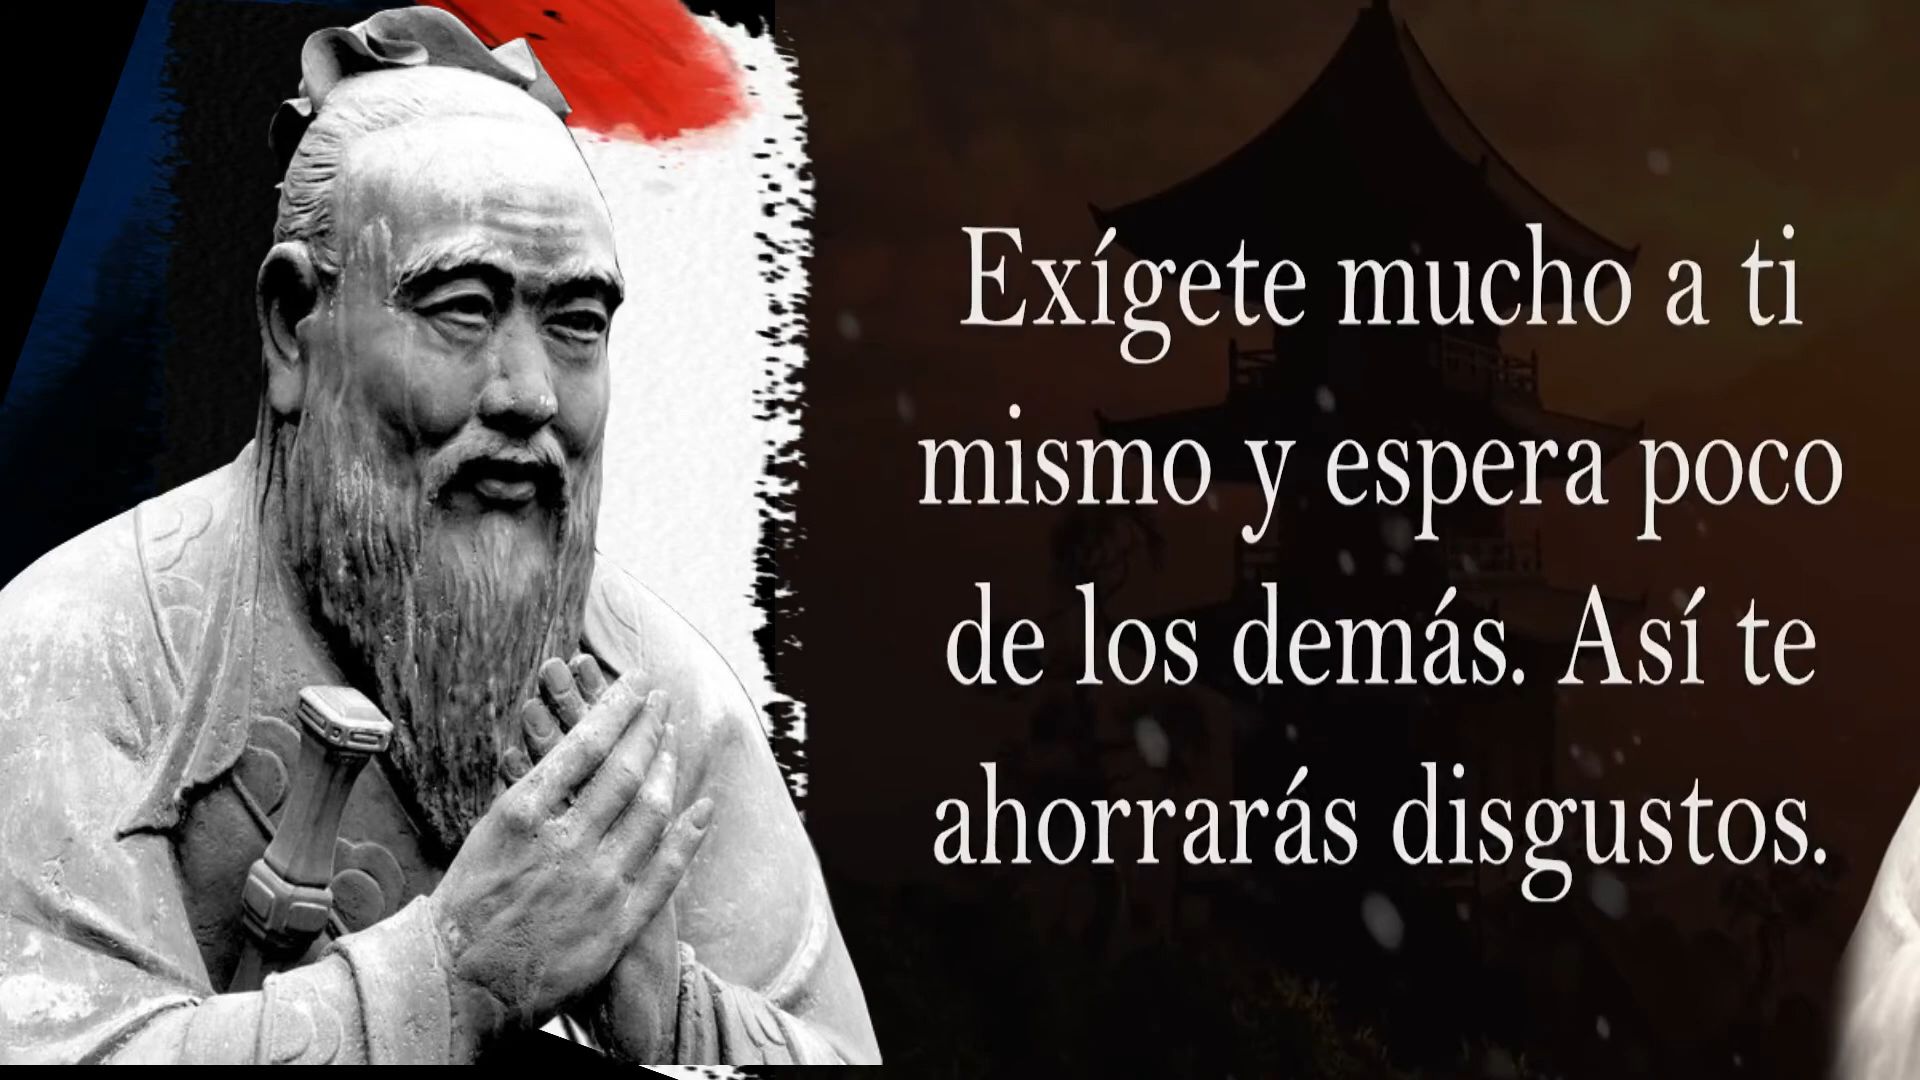 Exígete mucho a ti
mismo y espera poco
de los demás. Así te
ahorrarás disgustos.